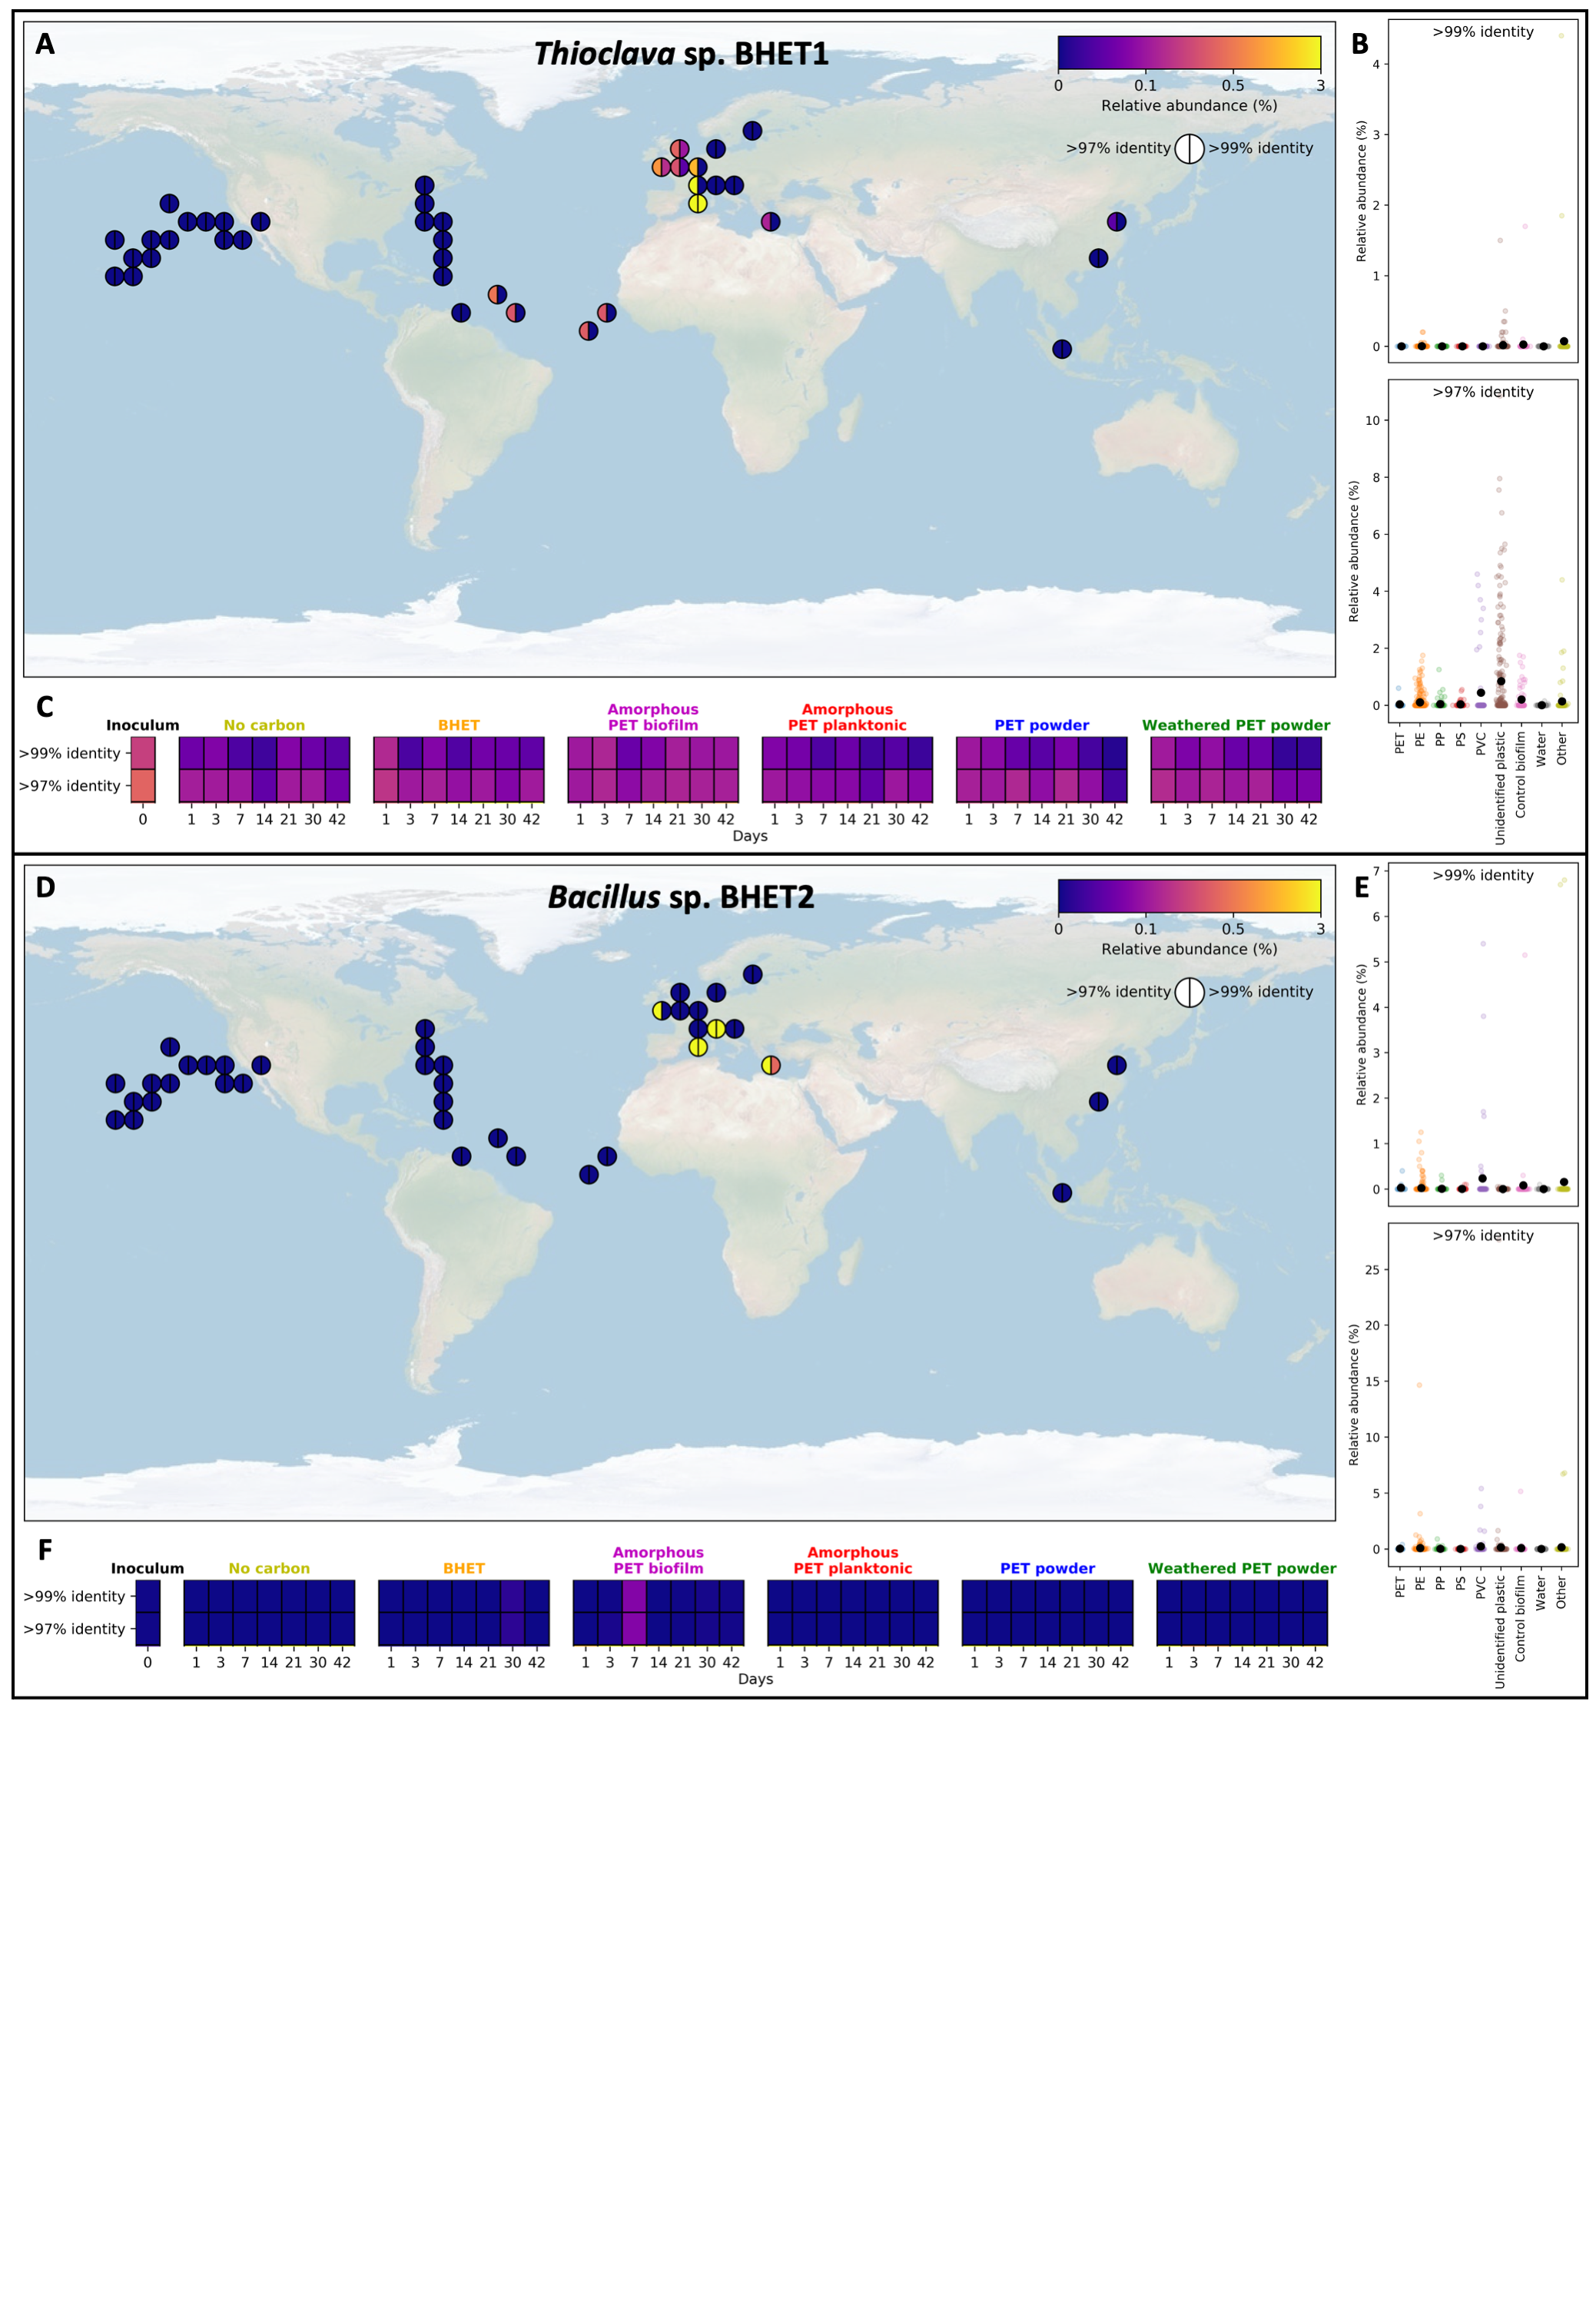 A
Thioclava sp. BHET1
0 0.1 0.5 3
Relative abundance (%)
>97% identity >99% identity
B
>99% identity
4
3
2
1
0
Relative abundance (%)
>97% identity
10
8
6
4
2
0
Relative abundance (%)
PET
PE
PP
PS
PVC
Unidentified plastic
Control biofilm
Water
Other
C
Inoculum
No carbon
BHET
Amorphous
PET biofilm
Amorphous
PET planktonic
PET powder
Weathered PET powder
>99% identity
>97% identity
0 1 3 7 14 21 30 42 1 3 7 14 21 30 42 1 3 7 14 21 30 42 1 3 7 14 21 30 42 1 3 7 14 21 30 42 1 3 7 14 21 30 42
Days
D
Bacillus sp. BHET2
0 0.1 0.5 3
Relative abundance (%)
>97% identity >99% identity
E
>99% identity
7
6
5
4
3
2
1
0
Relative abundance (%)
>97% identity
25
20
15
10
5
0
Relative abundance (%)
PET
PE
PP
PS
PVC
Unidentified plastic
Control biofilm
Water
Other
F
Inoculum
No carbon
BHET
Amorphous
PET biofilm
Amorphous
PET planktonic
PET powder
Weathered PET powder
>99% identity
>97% identity
0 1 3 7 14 21 30 42 1 3 7 14 21 30 42 1 3 7 14 21 30 42 1 3 7 14 21 30 42 1 3 7 14 21 30 42 1 3 7 14 21 30 42
Days